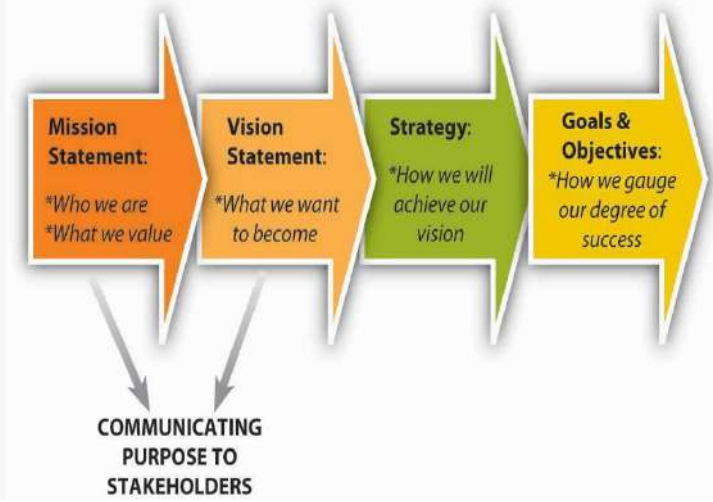 Mission
Statement:
*Who we are
*What we value
Vision
Statement:
*What we want
to become
Strategy:
*How we will
achieve our
vision
Goals &
Objectives:
*How we gauge
our degree of
success
COMMUNICATING
PURPOSE TO
STAKEHOLDERS